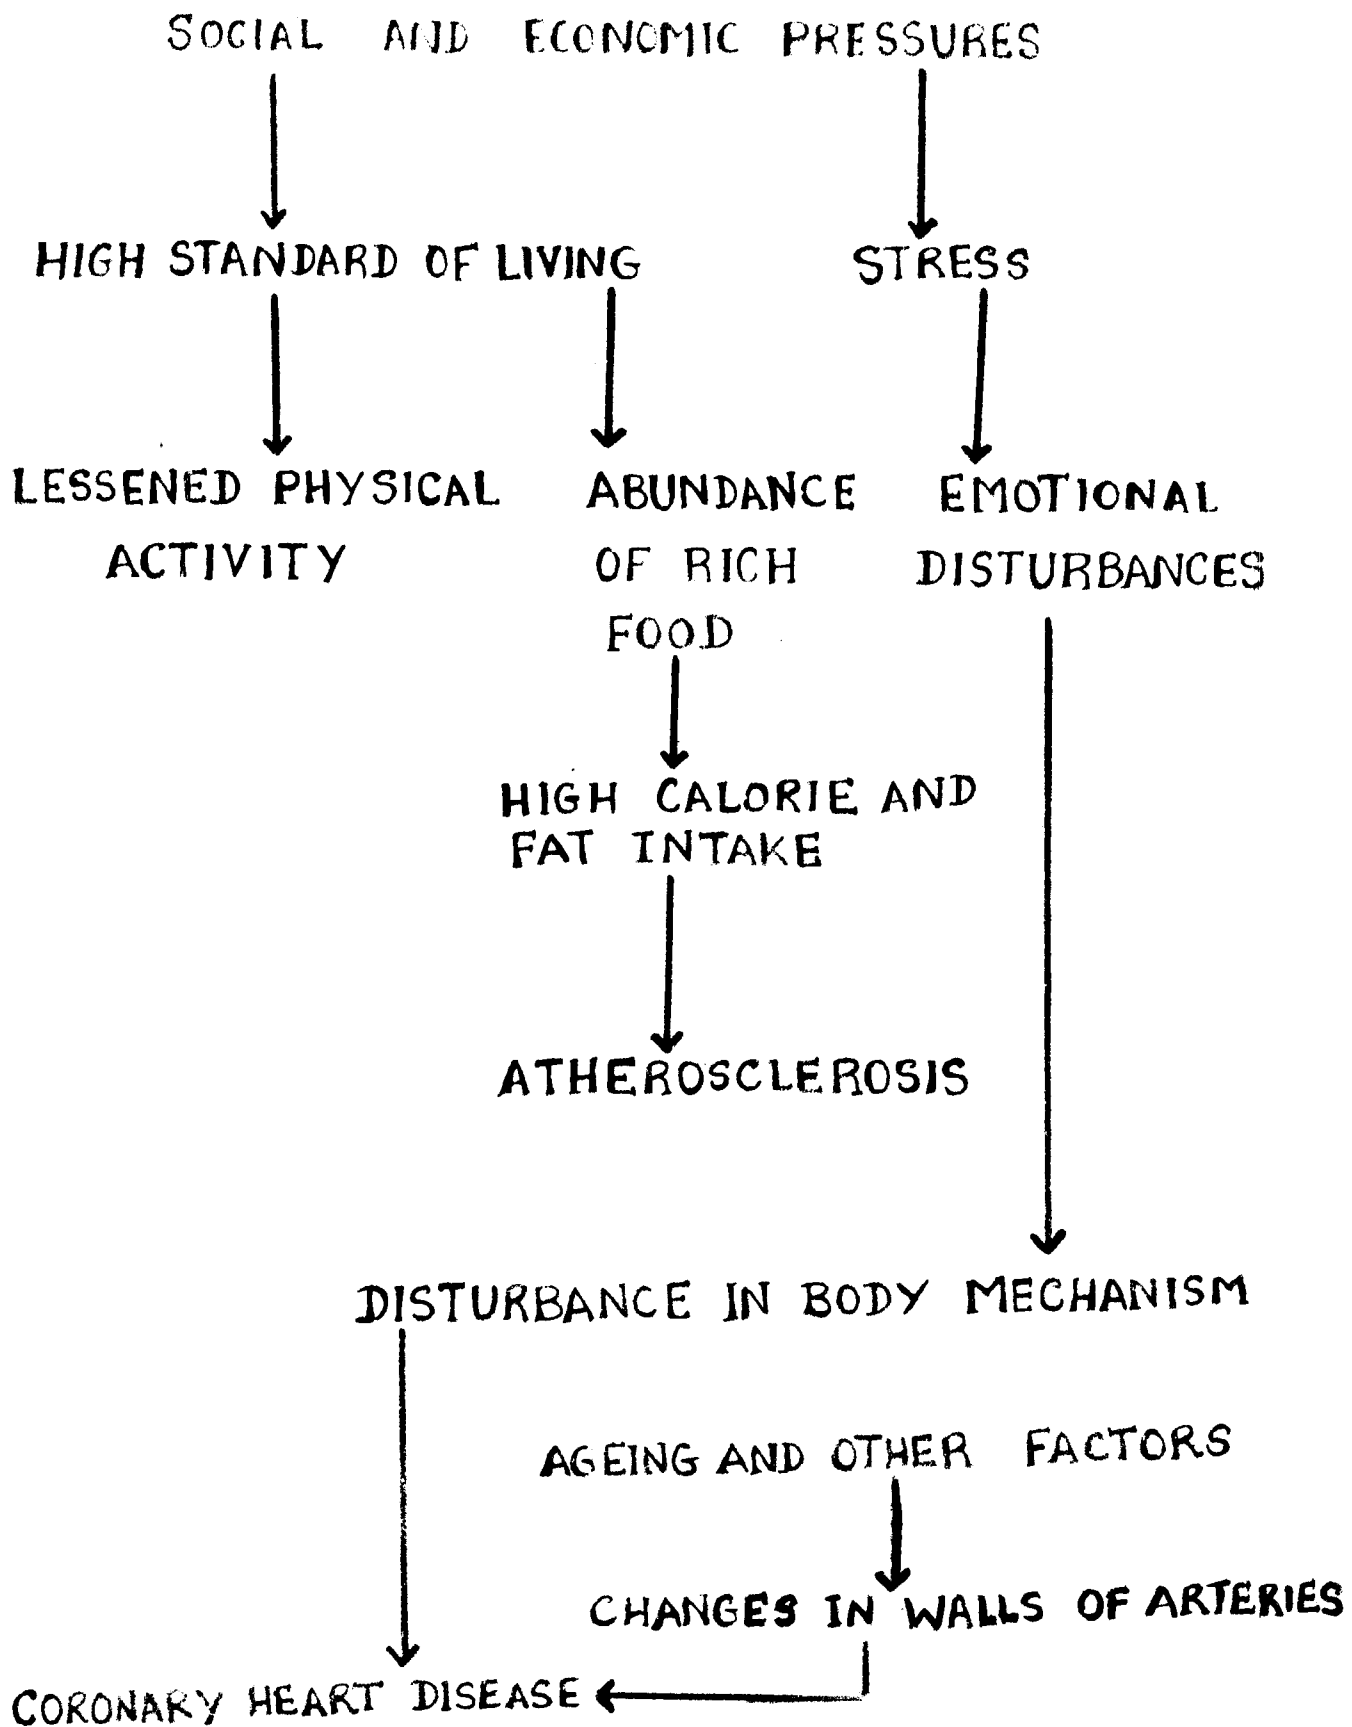 SOCIAL AND ECONOMIC PRESSURES
HIGH STANDARD OF LIVING
STRESS
LESSENED PHYSICAL
ACTIVITY
ABUNDANCE
OF RICH
FOOD
EMOTIONAL
DISTURBANCES
HIGH CALORIE AND
FAT INTAKE
ATHEROSCLEROSIS
DISTURBANCE IN BODY MECHANISM
AGEING AND OTHER FACTORS
CHANGES IN WALLS OF ARTERIES
CORONARY HEART DISEASE